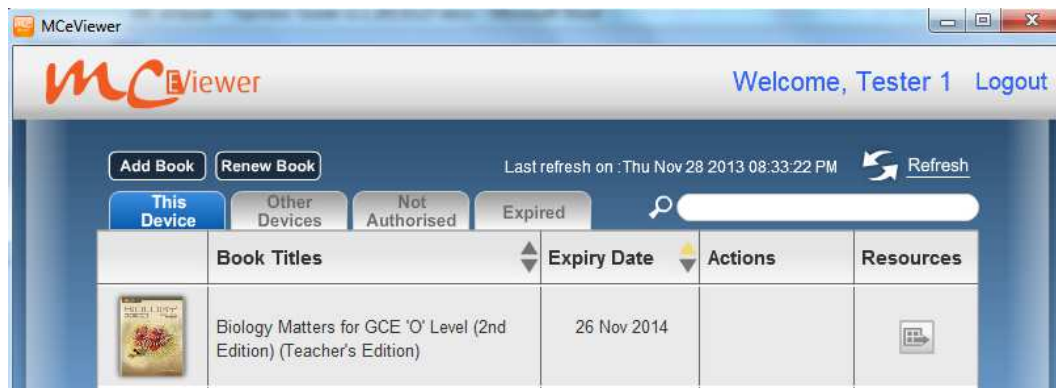 MCeViewer
MCEViewer
Welcome, Tester 1 Logout
Add Book Renew Book Last refresh on :Thu Nov 28 2013 08:33:22 PM Refresh
This Device Other Devices Not Authorised Expired
Book Titles Expiry Date Actions Resources
BIOLOGY
Biology Matters for GCE 'O' Level (2nd
Edition) (Teacher's Edition)
26 Nov 2014